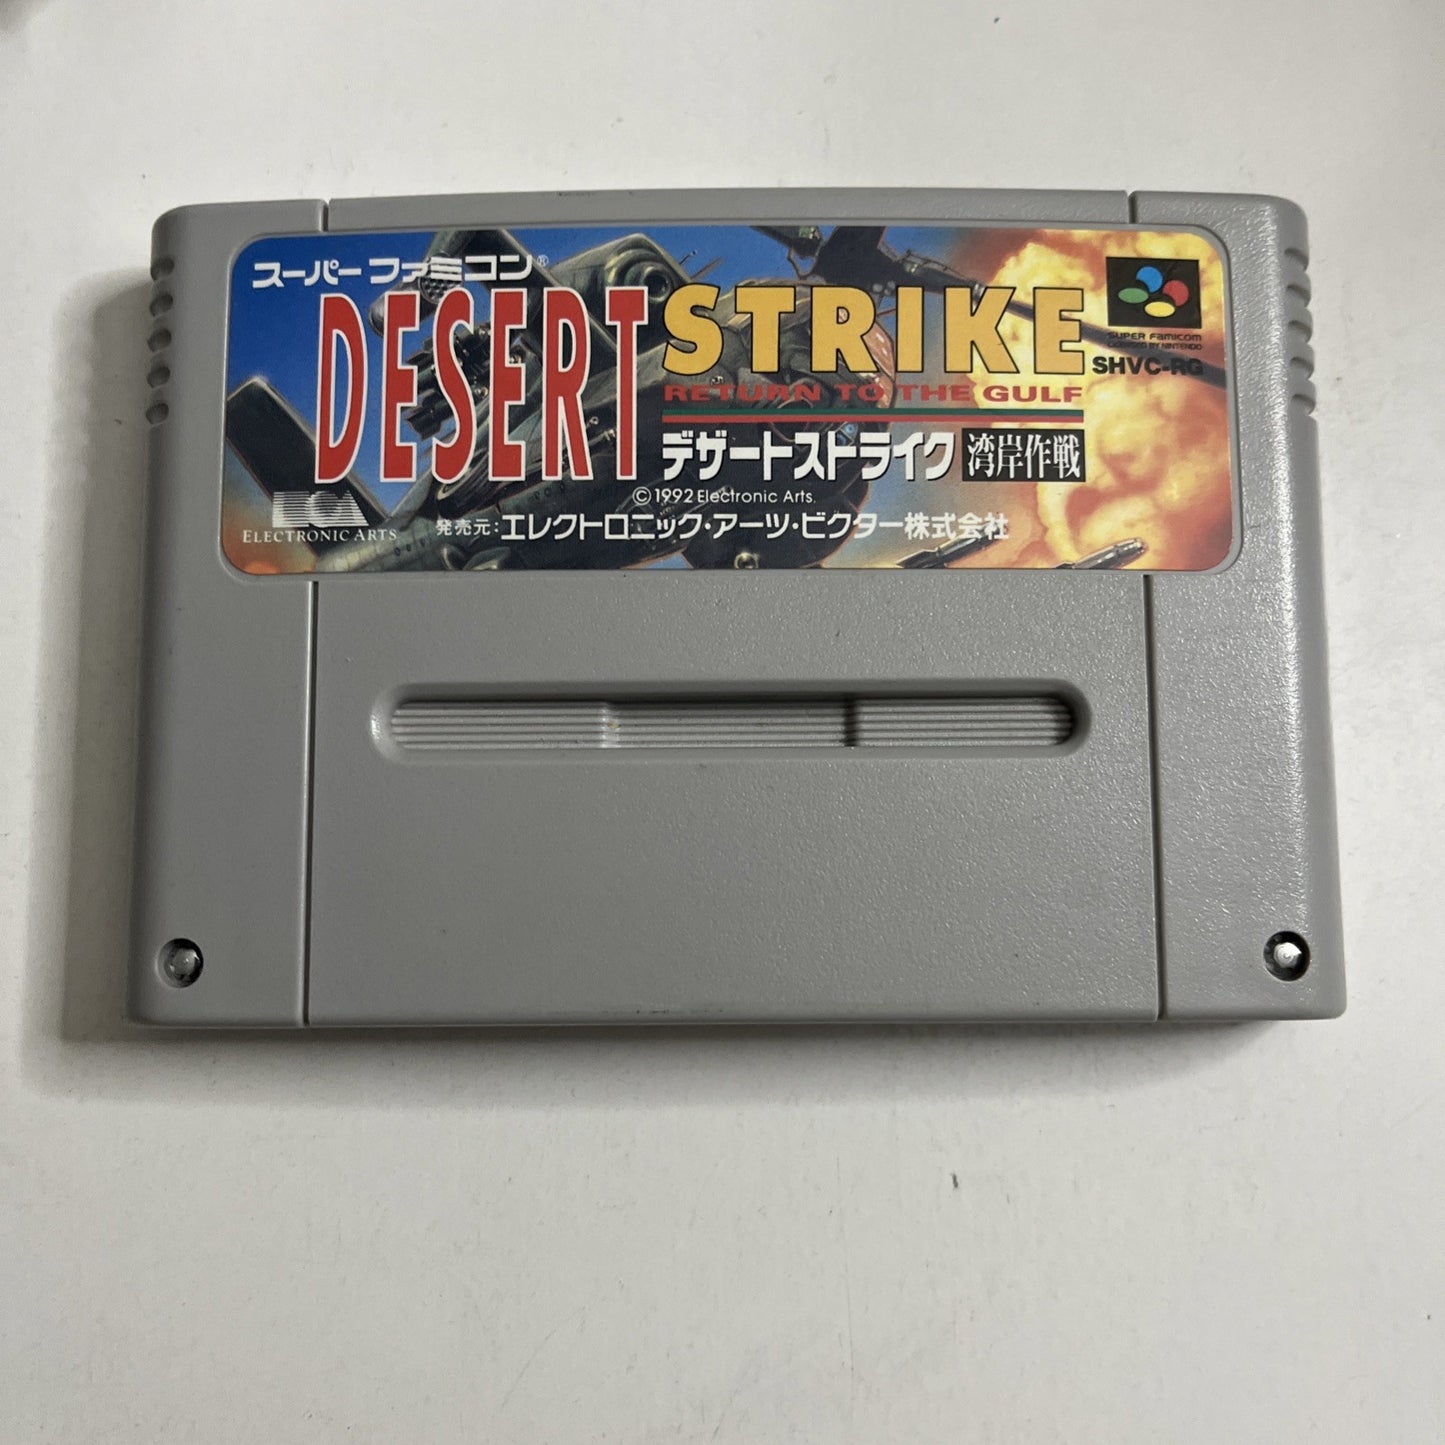 スーパーファミコン®
DESERT STRIKE
RETURN TO THE GULF
デザートストライク 湾岸作戦
©1992 Electronic Arts.
ELECTRONIC ARTS
発売元:エレクトロニック・アーツ・ビクター株式会社
SUPER FAMICOM
LICENSED BY NINTENDO
SHVC-RG